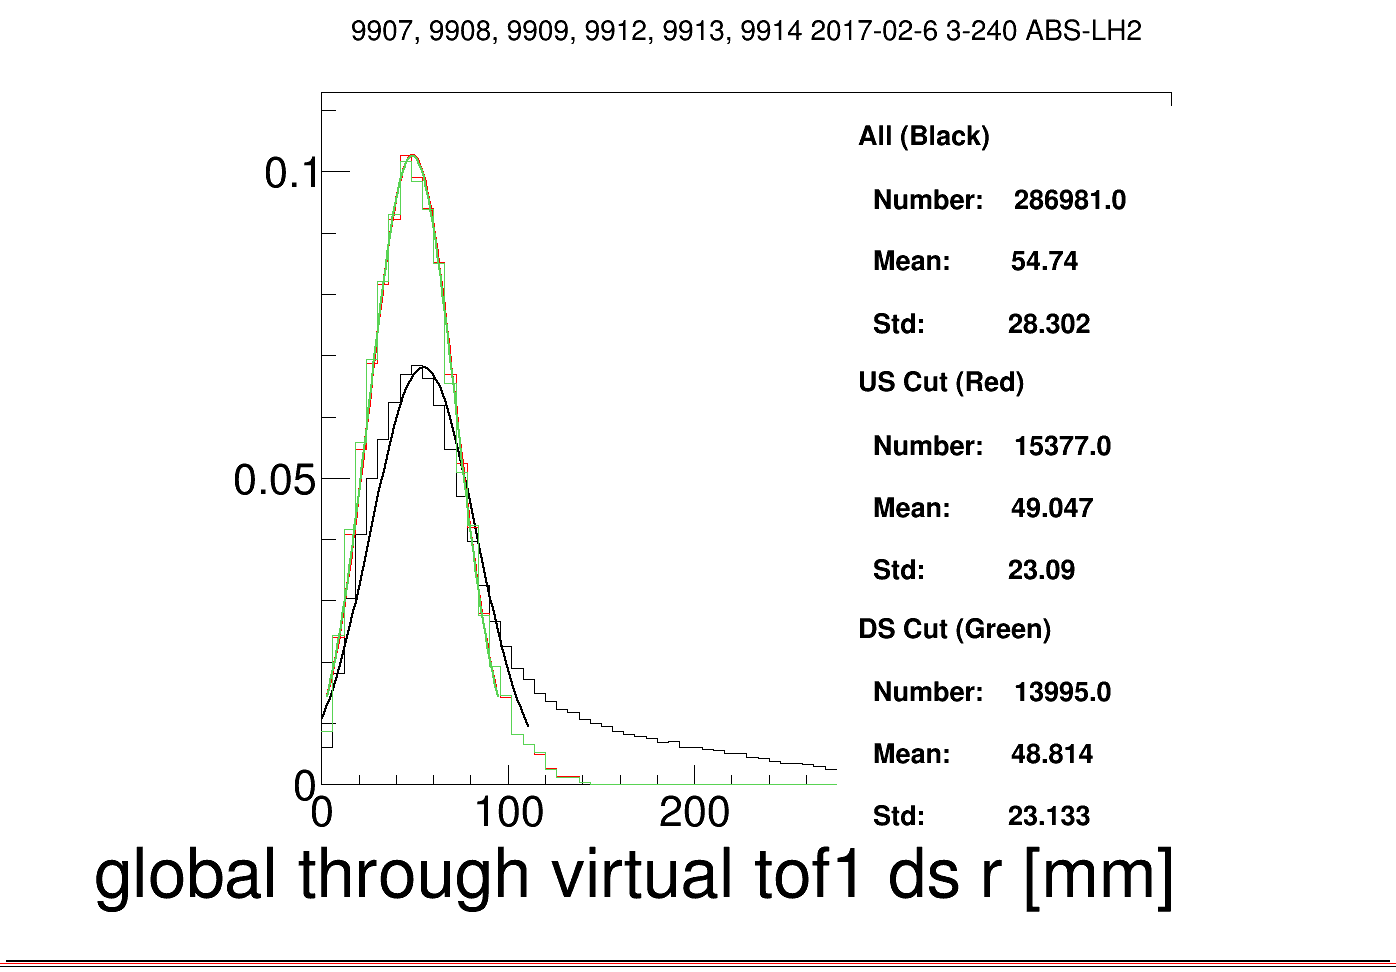 9907, 9908, 9909, 9912, 9913, 9914 2017-02-6 3-240 ABS-LH2
All (Black)
Number: 286981.0
Mean: 54.74
Std: 28.302
US Cut (Red)
Number: 15377.0
Mean: 49.047
Std: 23.09
DS Cut (Green)
Number: 13995.0
Mean: 48.814
Std: 23.133
0.1
0.05
0
0 100 200
global through virtual tof1 ds r [mm]